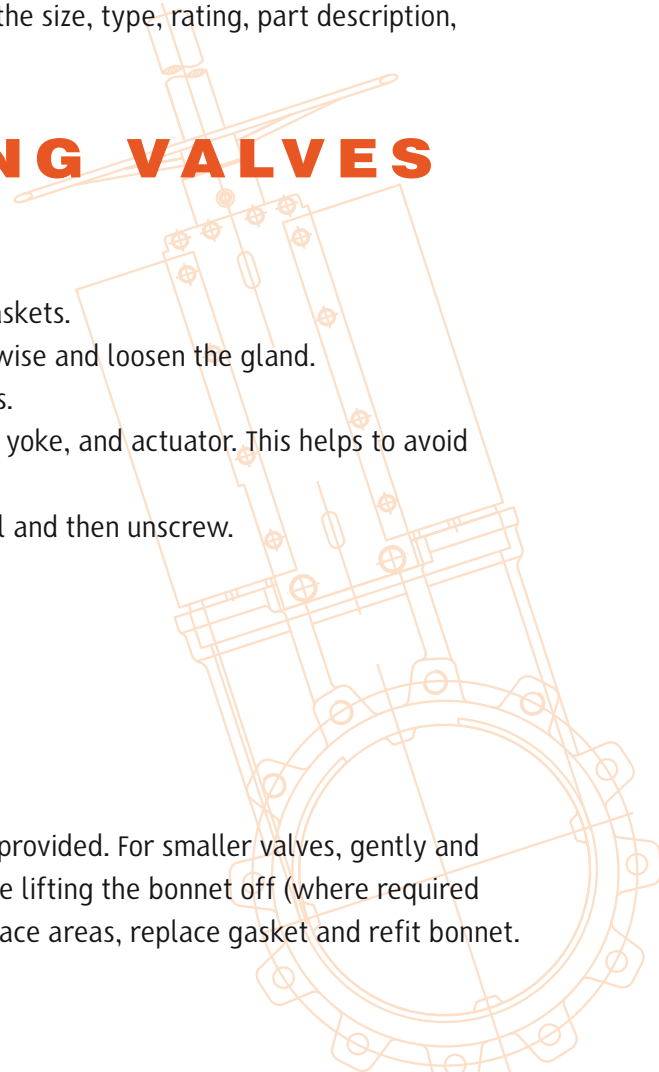 the size, type, rating, part description,
NG VALVES
askets.
wise and loosen the gland.
s.
yoke, and actuator. This helps to avoid
l and then unscrew.
provided. For smaller valves, gently and
e lifting the bonnet off (where required
ace areas, replace gasket and refit bonnet.